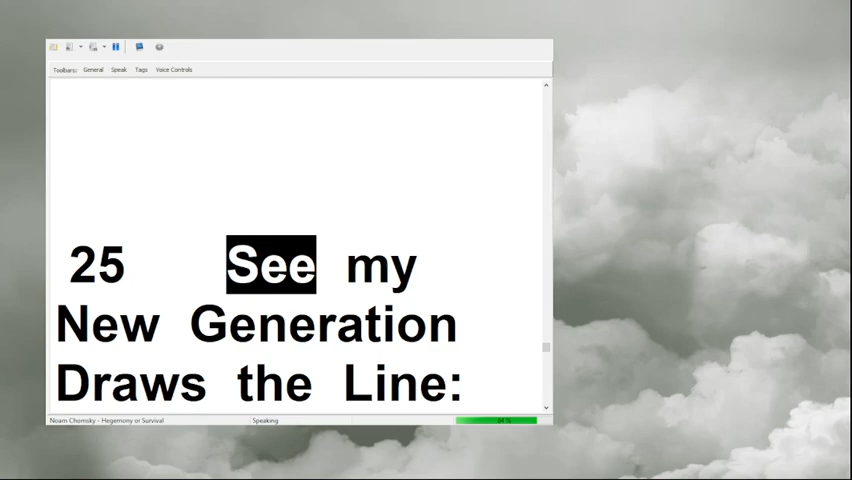 Toolbars: General Speak Tags Voice Controls
25 See my
New Generation
Draws the Line:
Noam Chomsky - Hegemony or Survival Speaking